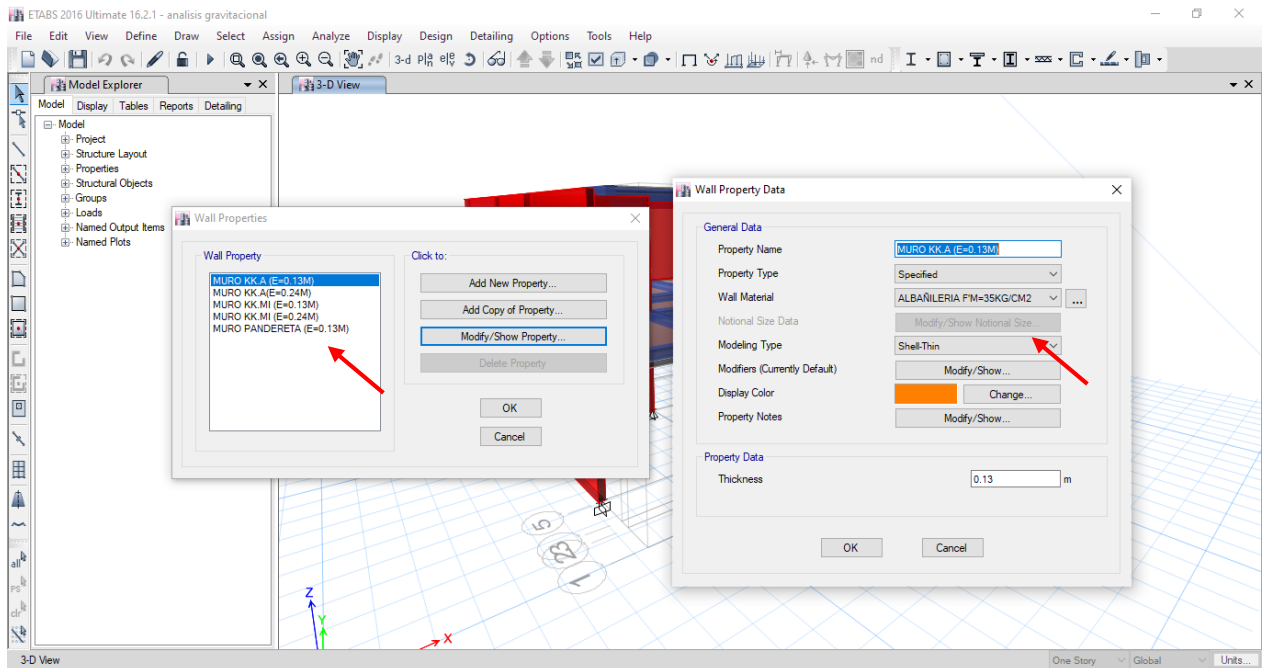 ETABS 2016 Ultimate 16.2.1 - analisis gravitacional
File Edit View Define Draw Select Assign Analyze Display Design Detailing Options Tools Help
3-d nd
Model Explorer
3-D View
Model Display Tables Reports Detailing
Model
Project
Structure Layout
Properties
Structural Objects
Groups
Loads
Named Output Items
Named Plots
Wall Properties
Wall Property
MURO KK.A (E=0.13M)
MURO KK.A(E=0.24M)
MURO KK.MI (E=0.13M)
MURO KK.MI (E=0.24M)
MURO PANDERETA (E=0.13M)
Click to:
Add New Property...
Add Copy of Property...
Modify/Show Property...
Delete Property
OK
Cancel
Wall Property Data
General Data
Property Name MURO KK.A (E=0.13M)
Property Type Specified
Wall Material ALBAÑILERIA F'M=35KG/CM2 ...
Notional Size Data Modify/Show Notional Size...
Modeling Type Shell-Thin
Modifiers (Currently Default) Modify/Show...
Display Color Change...
Property Notes Modify/Show...
Property Data
Thickness 0.13 m
OK Cancel
5
3
2
1
Z
Y
X
all
ps
clr
3-D View One Story Global Units...